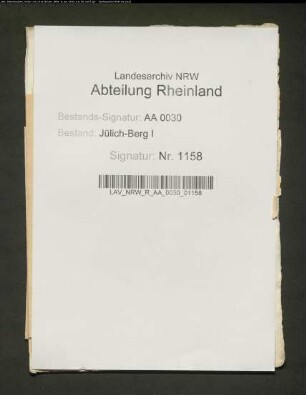 Landesarchiv NRW
Abteilung Rheinland
Bestands-Signatur: AA 0030
Bestand: Jülich-Berg I
Signatur: Nr. 1158
LAV_NRW_R_AA_0030_01158